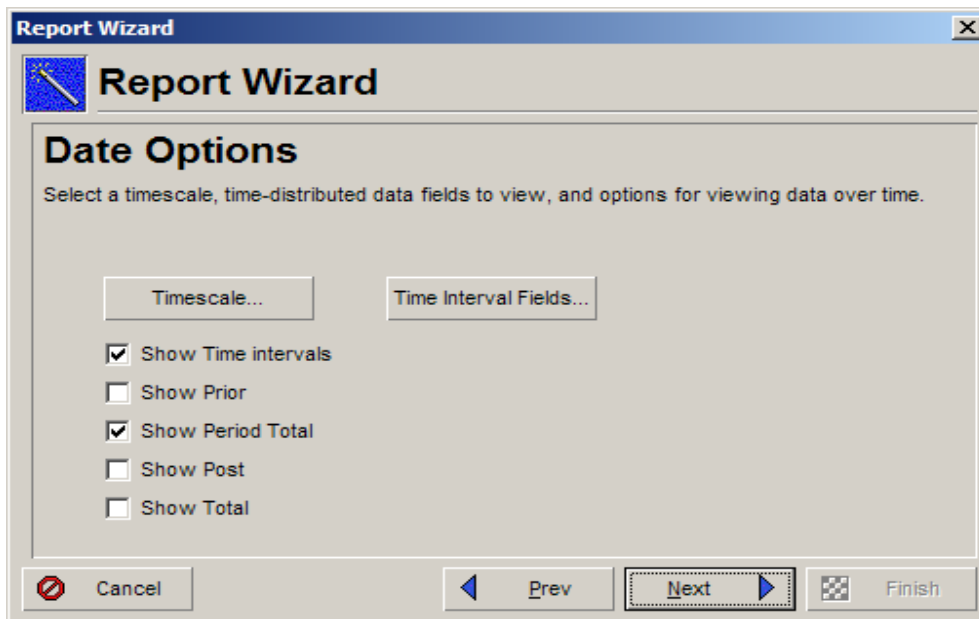 Report Wizard
Report Wizard
Date Options
Select a timescale, time-distributed data fields to view, and options for viewing data over time.
Timescale... Time Interval Fields...
Show Time intervals
Show Prior
Show Period Total
Show Post
Show Total
Cancel Prev Next Finish